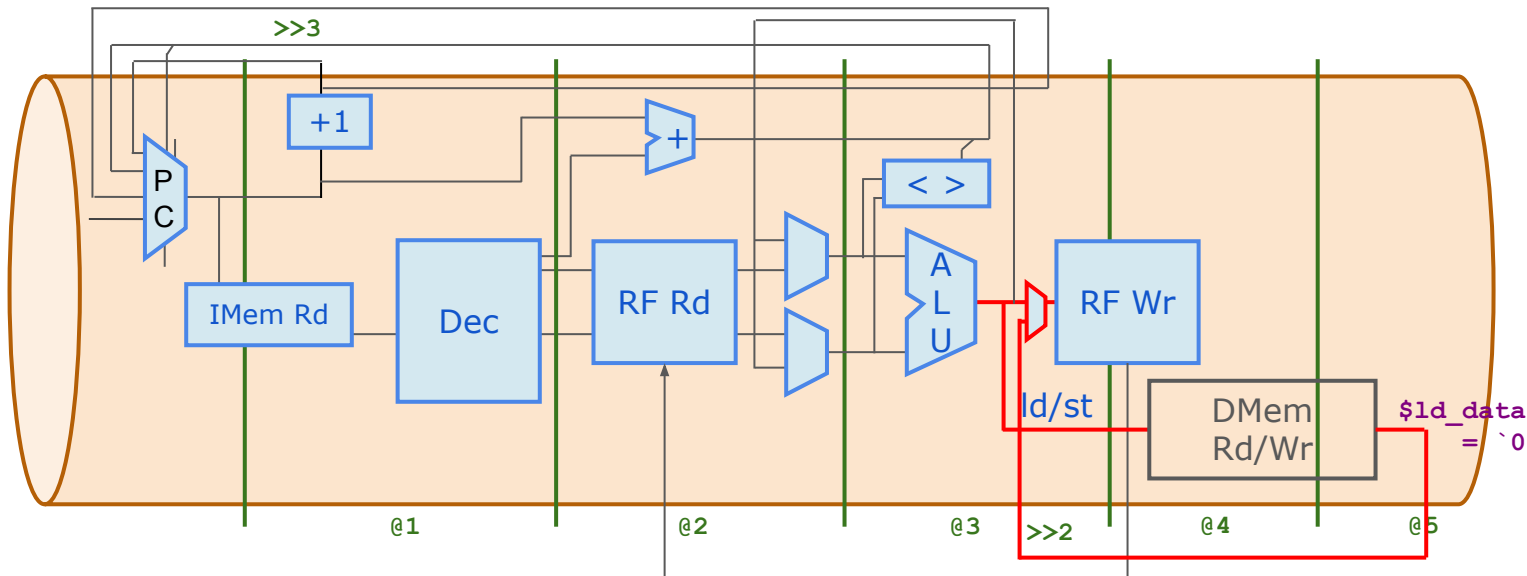 >>3
+1
+
P
C
< >
IMem Rd
Dec
RF Rd
A
L
U
RF Wr
ld/st
DMem
Rd/Wr
$ld_data
= `0
@1
@2
@3
>>2
@4
@5